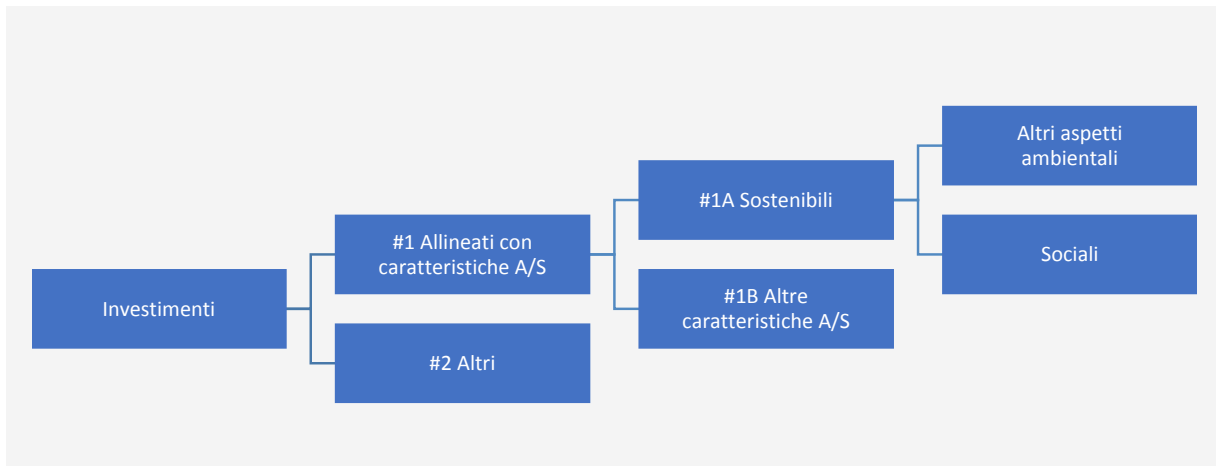 Investimenti
#1 Allineati con
caratteristiche A/S
#2 Altri
#1A Sostenibili
#1B Altre
caratteristiche A/S
Altri aspetti
ambientali
Sociali